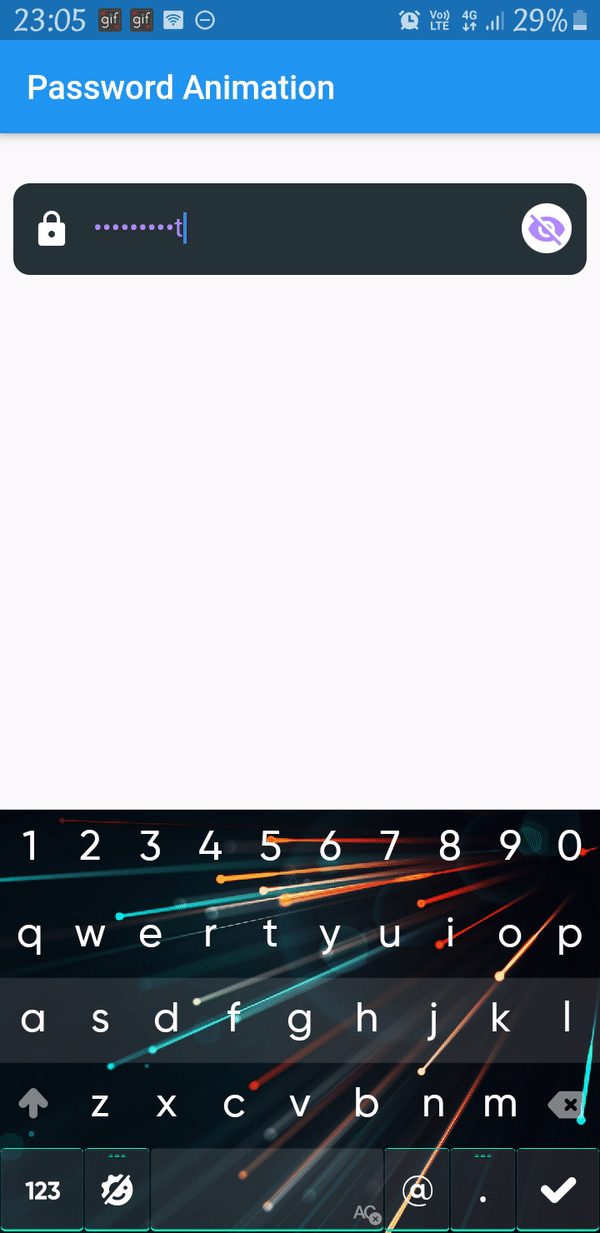 23:05 gif gif Vo)) LTE 4G 29%
Password Animation
•••••••••t
1 2 3 4 5 6 7 8 9 0
q w e r t y u i o p
a s d f g h j k l
z x c v b n m
123 AC @ .